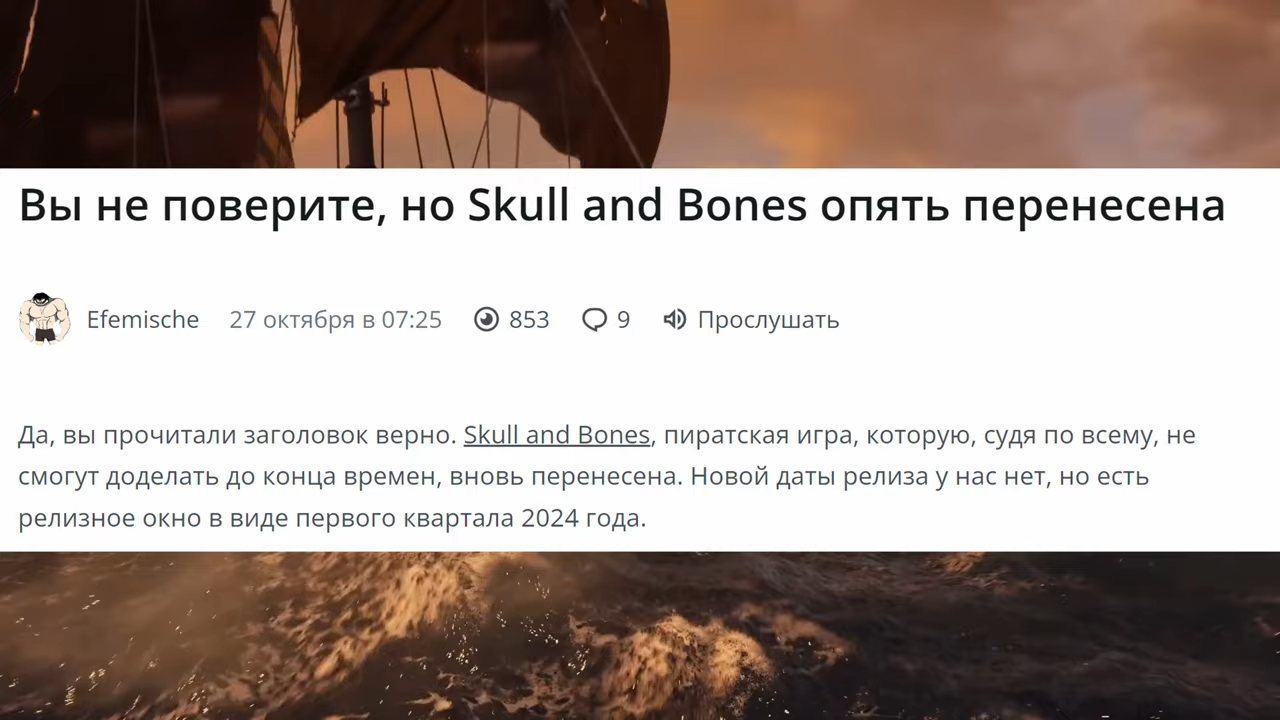 Вы не поверите, но Skull and Bones опять перенесена
Efemische 27 октября в 07:25 853 9 Прослушать
Да, вы прочитали заголовок верно. Skull and Bones, пиратская игра, которую, судя по всему, не
смогут доделать до конца времен, вновь перенесена. Новой даты релиза у нас нет, но есть
релизное окно в виде первого квартала 2024 года.